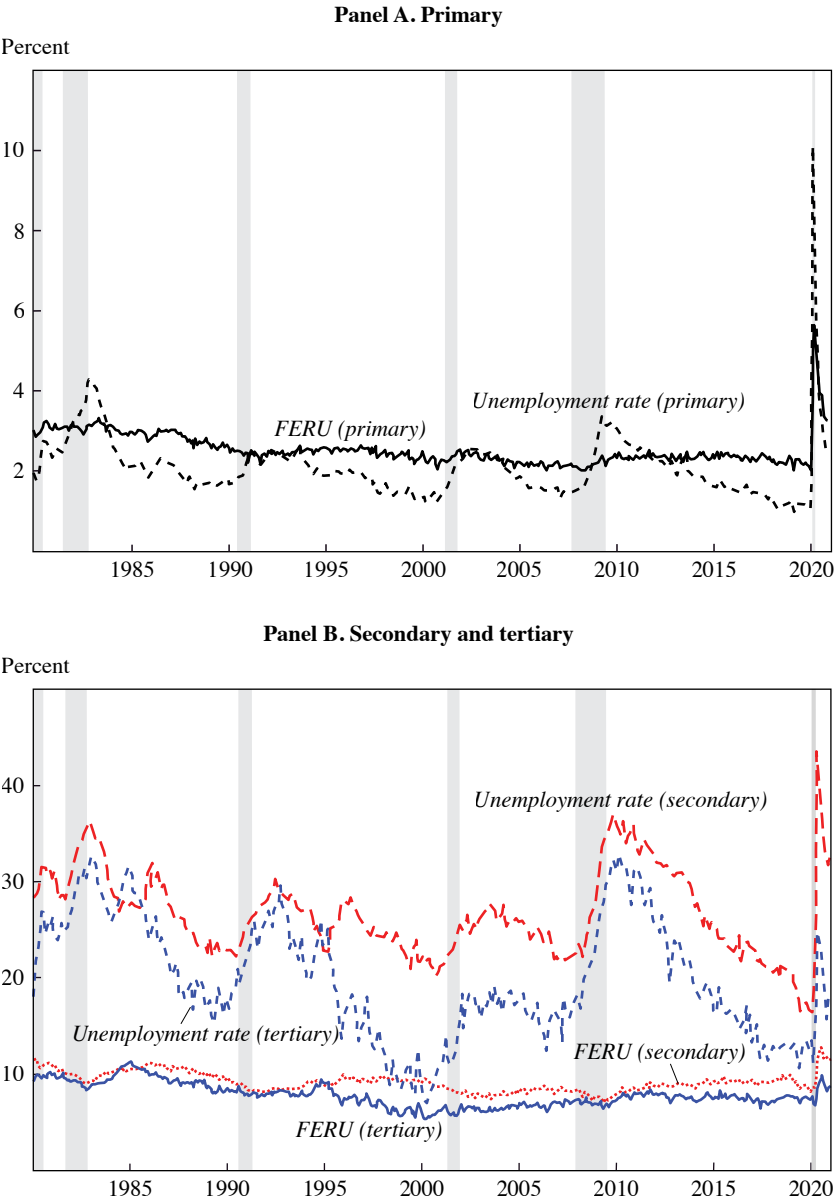 Panel A. Primary
Percent
10
8
6
4
2
Unemployment rate (primary)
FERU (primary)
1985 1990 1995 2000 2005 2010 2015 2020
Panel B. Secondary and tertiary
Percent
40
30
20
10
Unemployment rate (secondary)
Unemployment rate (tertiary)
FERU (secondary)
FERU (tertiary)
1985 1990 1995 2000 2005 2010 2015 2020